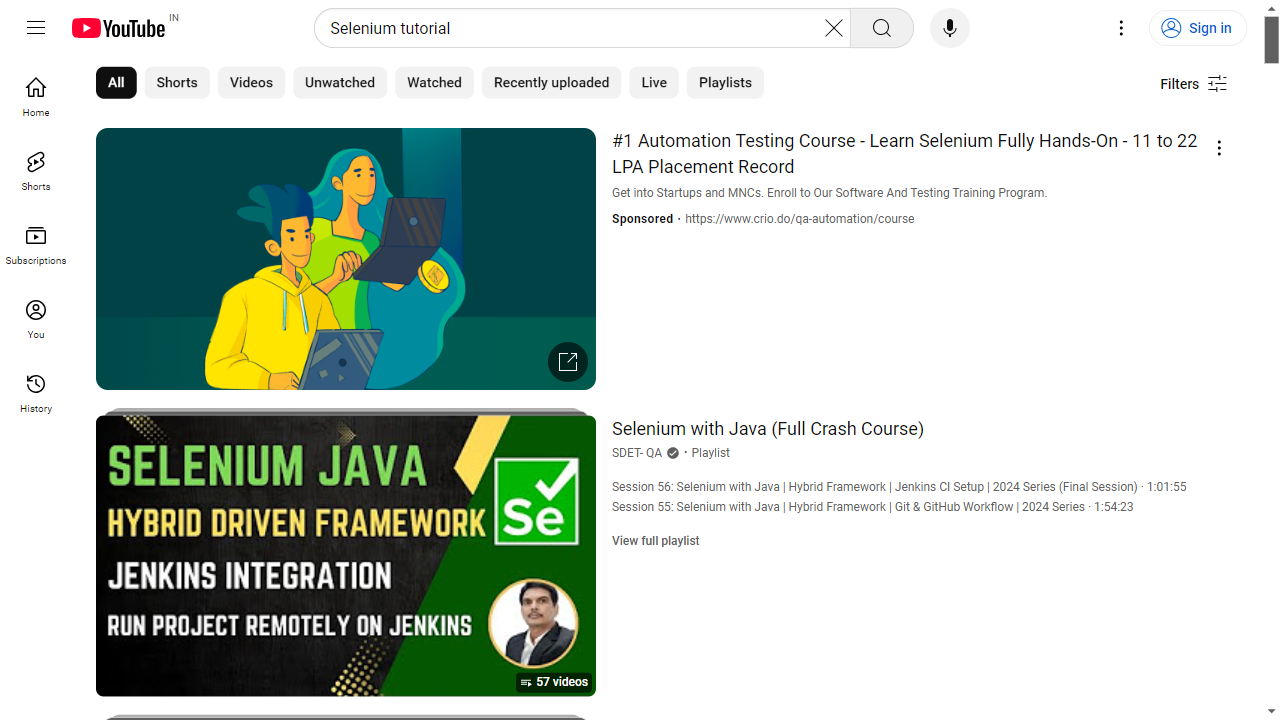 YouTube IN
Selenium tutorial
Sign in
All
Shorts
Videos
Unwatched
Watched
Recently uploaded
Live
Playlists
Filters
Home
Shorts
Subscriptions
You
History
#1 Automation Testing Course - Learn Selenium Fully Hands-On - 11 to 22
LPA Placement Record
Get into Startups and MNCs. Enroll to Our Software And Testing Training Program.
Sponsored · https://www.crio.do/qa-automation/course
SELENIUM JAVA
HYBRID DRIVEN FRAMEWORK
JENKINS INTEGRATION
RUN PROJECT REMOTELY ON JENKINS
Se
57 videos
Selenium with Java (Full Crash Course)
SDET- QA · Playlist
Session 56: Selenium with Java | Hybrid Framework | Jenkins CI Setup | 2024 Series (Final Session) · 1:01:55
Session 55: Selenium with Java | Hybrid Framework | Git & GitHub Workflow | 2024 Series · 1:54:23
View full playlist